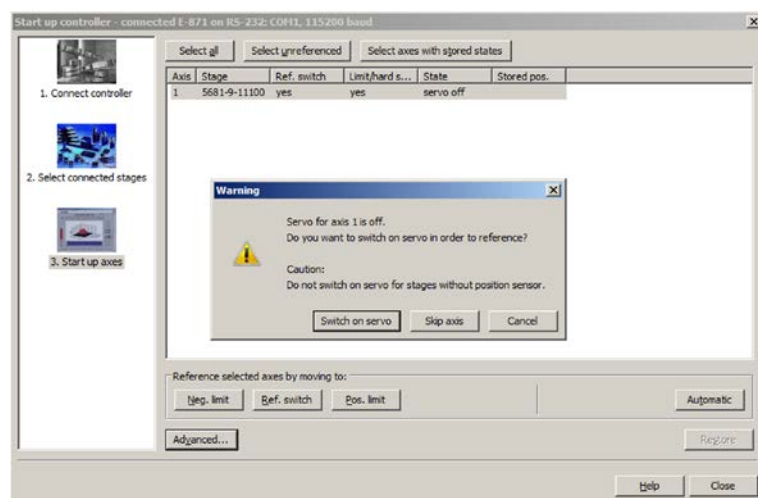 Start up controller - connected E-871 on RS-232: COM1, 115200 baud
Select all
Select unreferenced
Select axes with stored states
Axis Stage Ref. switch Limit/hard s... State Stored pos.
1 5681-9-11100 yes yes servo off
1. Connect controller
2. Select connected stages
3. Start up axes
Warning
Servo for axis 1 is off.
Do you want to switch on servo in order to reference?
Caution:
Do not switch on servo for stages without position sensor.
Switch on servo
Skip axis
Cancel
Reference selected axes by moving to:
Neg. limit
Ref. switch
Pos. limit
Automatic
Advanced...
Restore
Help
Close